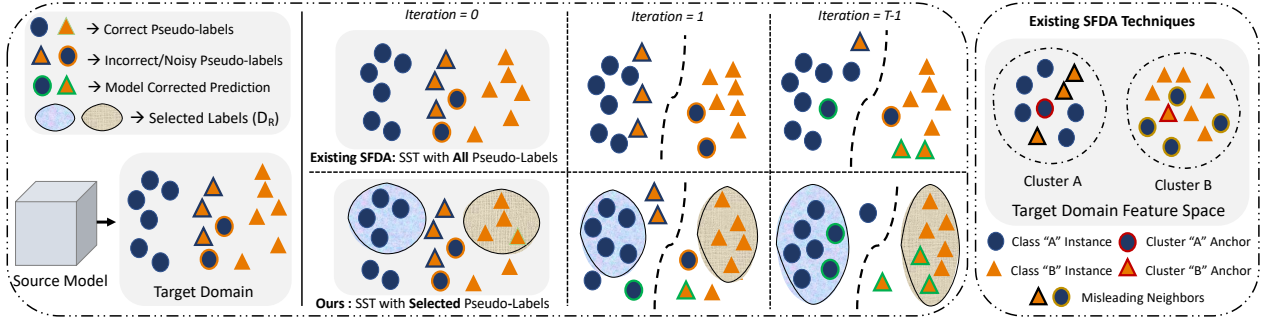 → Correct Pseudo-labels
→ Incorrect/Noisy Pseudo-labels
→ Model Corrected Prediction
→ Selected Labels (D_R)
Source Model
Target Domain
Iteration = 0
Iteration = 1
Iteration = T-1
Existing SFDA: SST with All Pseudo-Labels
Ours : SST with Selected Pseudo-Labels
Existing SFDA Techniques
Cluster A
Cluster B
Target Domain Feature Space
Class “A” Instance
Cluster “A” Anchor
Class “B” Instance
Cluster “B” Anchor
Misleading Neighbors